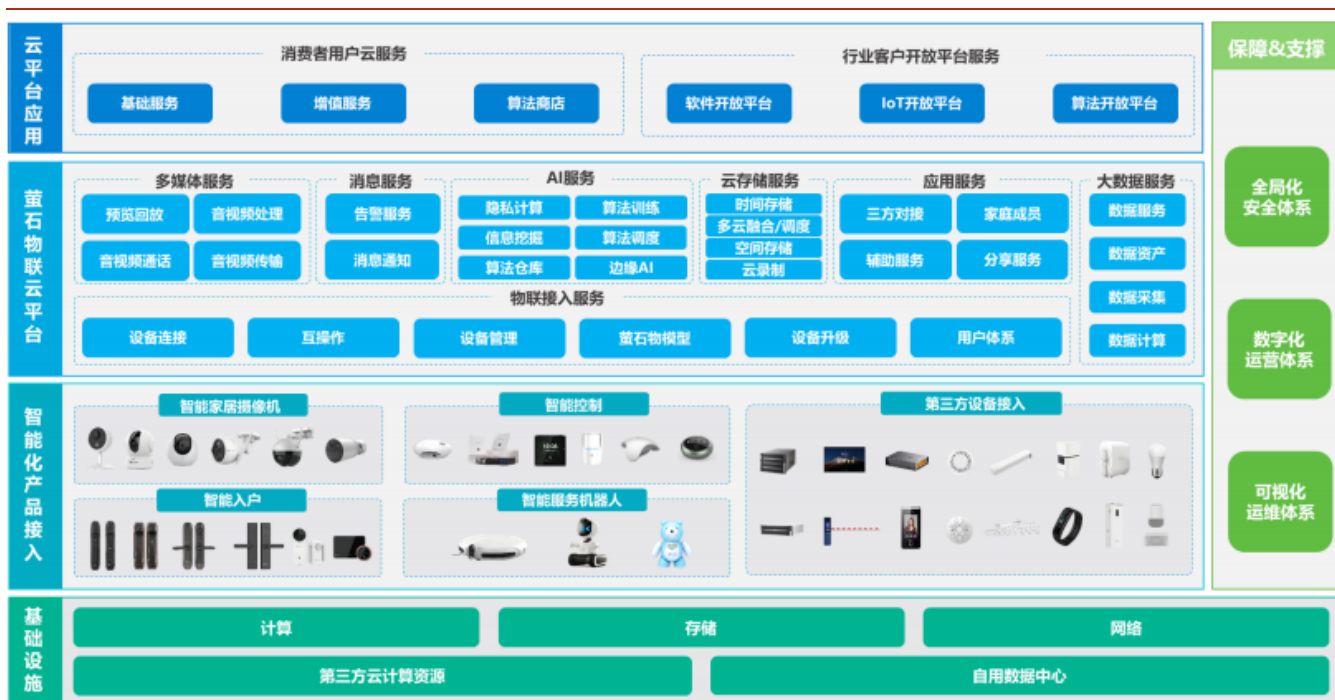 云平台应用
消费者用户云服务
基础服务
增值服务
算法商店
行业客户开放平台服务
软件开放平台
IoT开放平台
算法开放平台
萤石物联云平台
多媒体服务
预览回放
音视频处理
音视频通话
音视频传输
消息服务
告警服务
消息通知
AI服务
隐私计算
算法训练
信息挖掘
算法调度
算法仓库
边缘AI
云存储服务
时间存储
多云融合/调度
空间存储
云录制
应用服务
三方对接
家庭成员
辅助服务
分享服务
大数据服务
数据服务
数据资产
数据采集
数据计算
物联接入服务
设备连接
互操作
设备管理
萤石物模型
设备升级
用户体系
智能化产品接入
智能家居摄像机
智能控制
第三方设备接入
智能入户
智能服务机器人
基础设施
计算
存储
网络
第三方云计算资源
自用数据中心
保障&支撑
全局化
安全体系
数字化
运营体系
可视化
运维体系